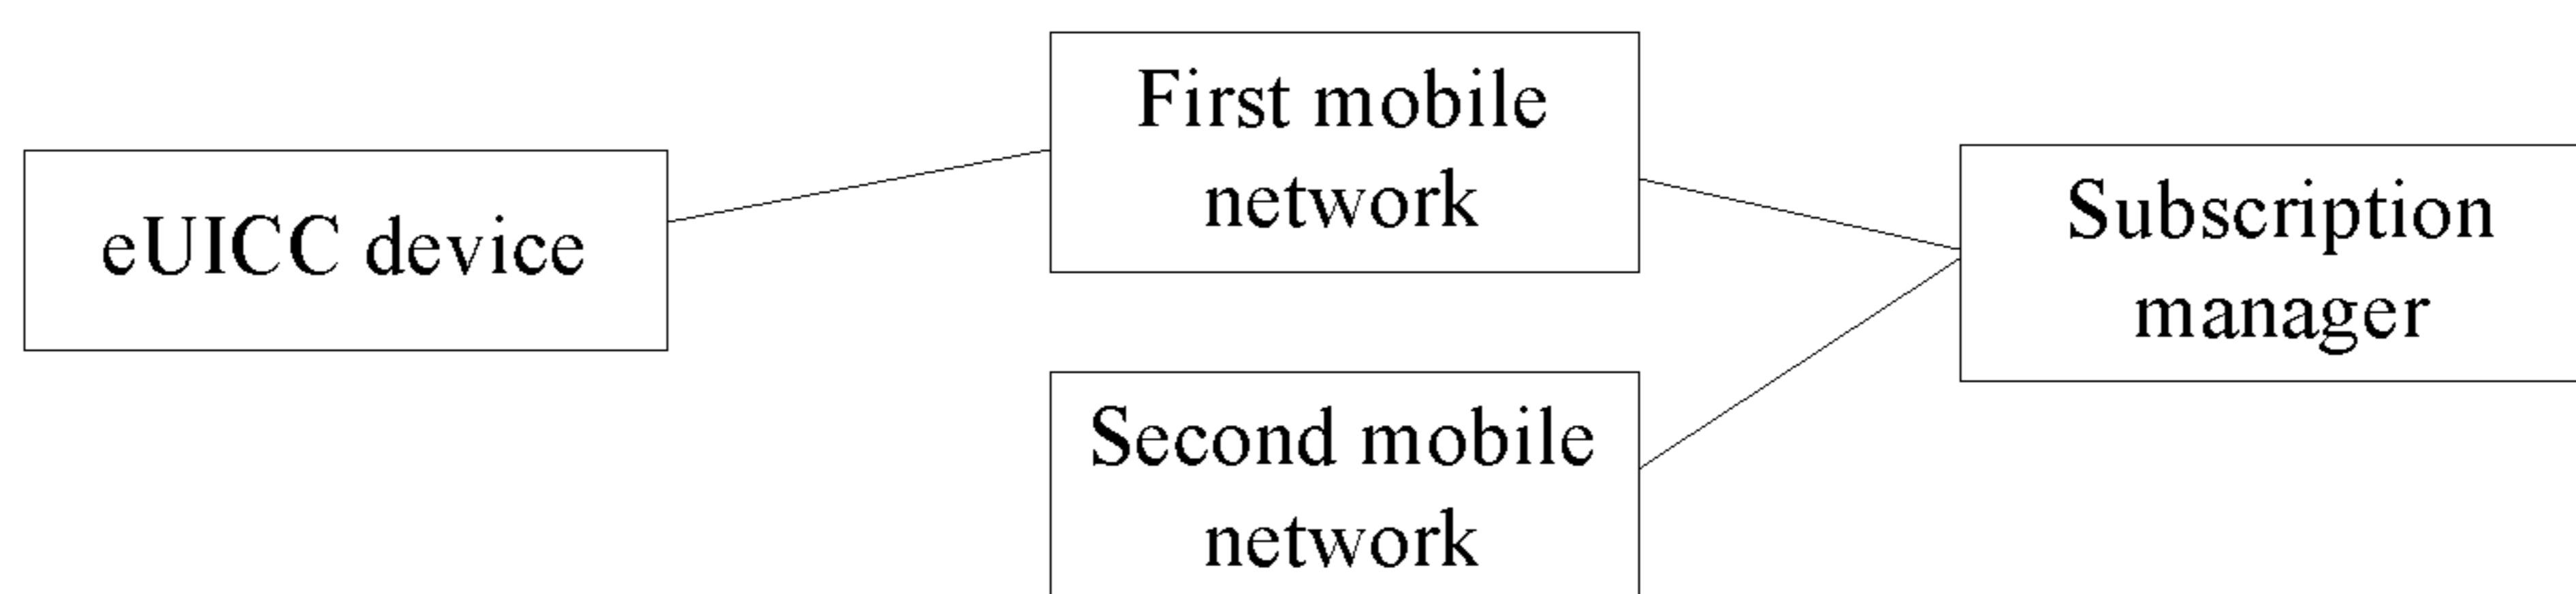 eUICC device
First mobile
network
Second mobile
network
Subscription
manager